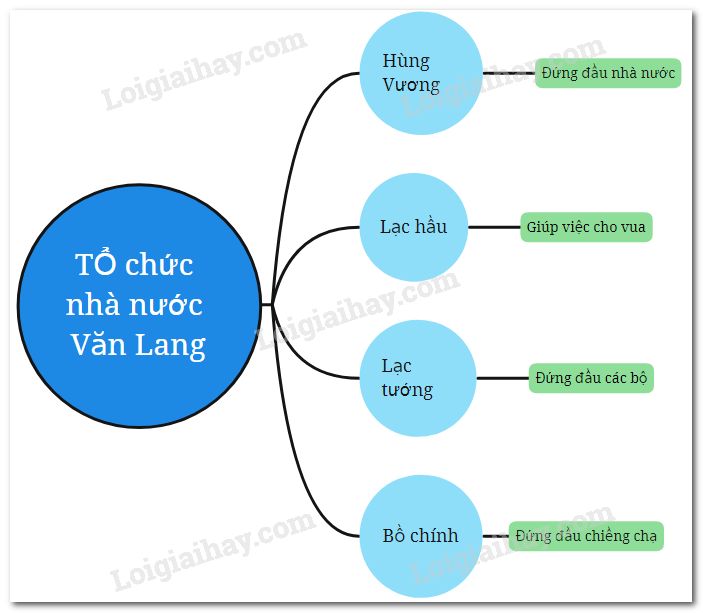 TỔ chức
nhà nước
Văn Lang
Hùng
Vương
Đứng đầu nhà nước
Lạc hầu
Giúp việc cho vua
Lạc
tướng
Đứng đầu các bộ
Bồ chính
Đứng đầu chiềng chạ
Loigiaihay.com
Loigiaihay.com
Loigiaihay.com
Loigiaihay.com
Loigiaihay.com